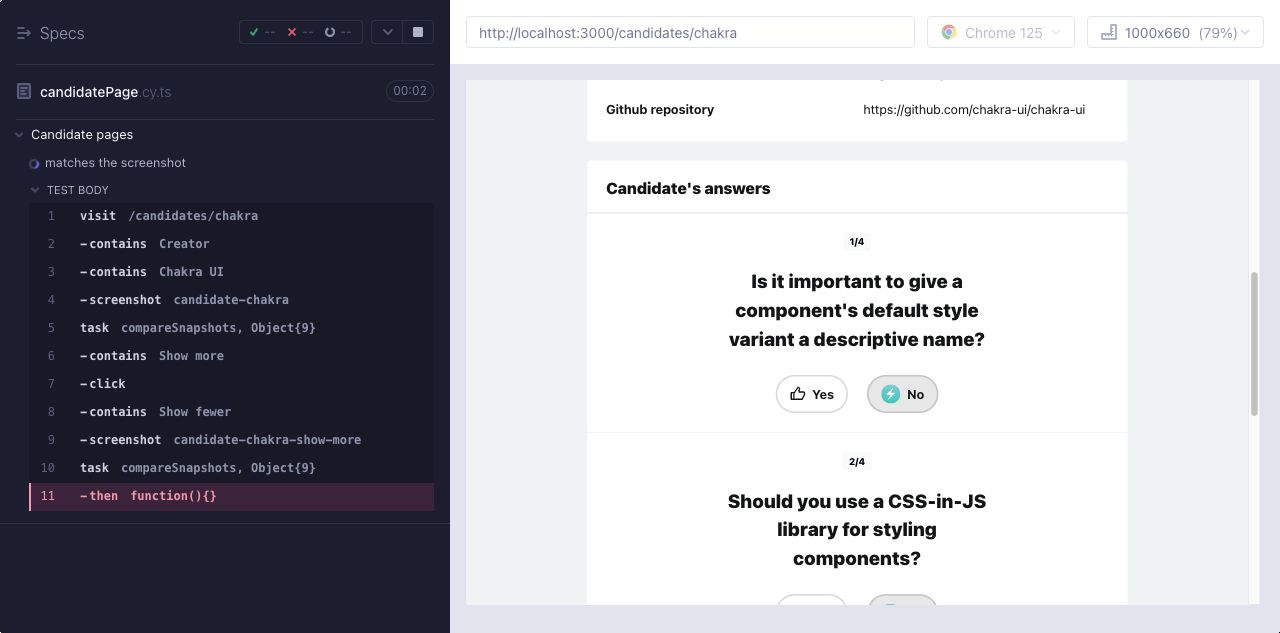 Specs
-- -- --
candidatePage.cy.ts 00:02
Candidate pages
matches the screenshot
TEST BODY
1 visit /candidates/chakra
2 -contains Creator
3 -contains Chakra UI
4 -screenshot candidate-chakra
5 task compareSnapshots, Object{9}
6 -contains Show more
7 -click
8 -contains Show fewer
9 -screenshot candidate-chakra-show-more
10 task compareSnapshots, Object{9}
11 -then function(){}
http://localhost:3000/candidates/chakra
Chrome 125
1000x660 (79%)
Github repository https://github.com/chakra-ui/chakra-ui
Candidate's answers
1/4
Is it important to give a
component's default style
variant a descriptive name?
Yes No
2/4
Should you use a CSS-in-JS
library for styling
components?